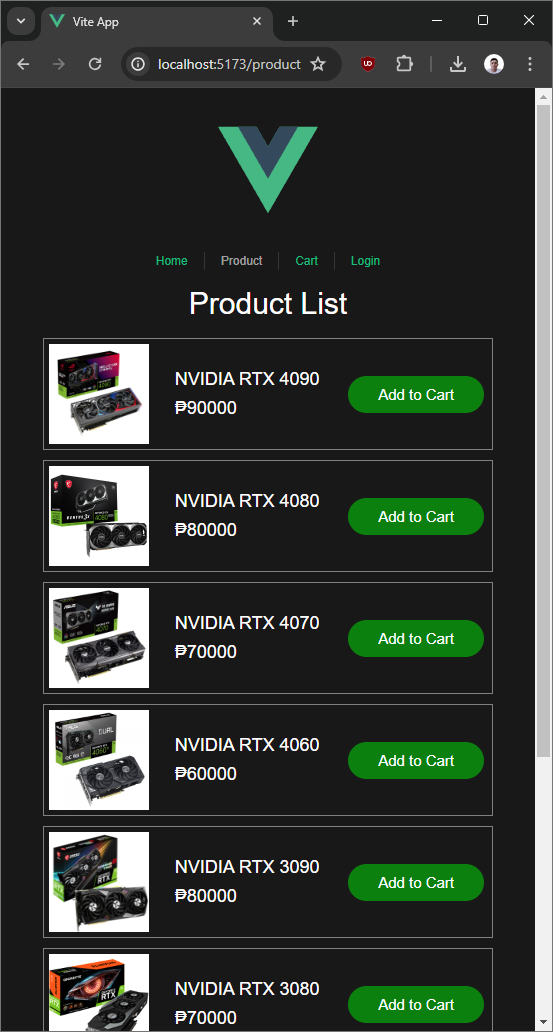 Vite App
localhost:5173/product
Home
Product
Cart
Login
Product List
NVIDIA RTX 4090
₱90000
Add to Cart
NVIDIA RTX 4080
₱80000
Add to Cart
NVIDIA RTX 4070
₱70000
Add to Cart
NVIDIA RTX 4060
₱60000
Add to Cart
NVIDIA RTX 3090
₱80000
Add to Cart
NVIDIA RTX 3080
₱70000
Add to Cart